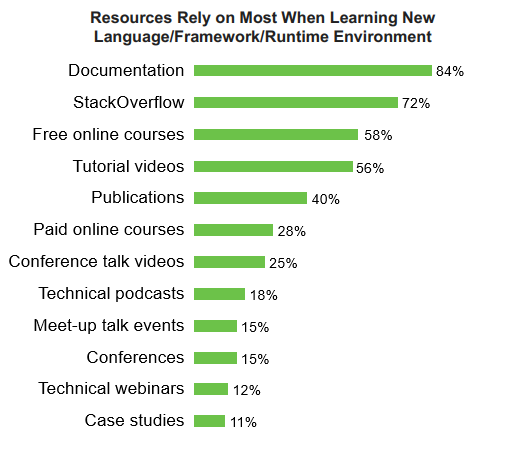 Resources Rely on Most When Learning New
Language/Framework/Runtime Environment
Documentation 84%
StackOverflow 72%
Free online courses 58%
Tutorial videos 56%
Publications 40%
Paid online courses 28%
Conference talk videos 25%
Technical podcasts 18%
Meet-up talk events 15%
Conferences 15%
Technical webinars 12%
Case studies 11%